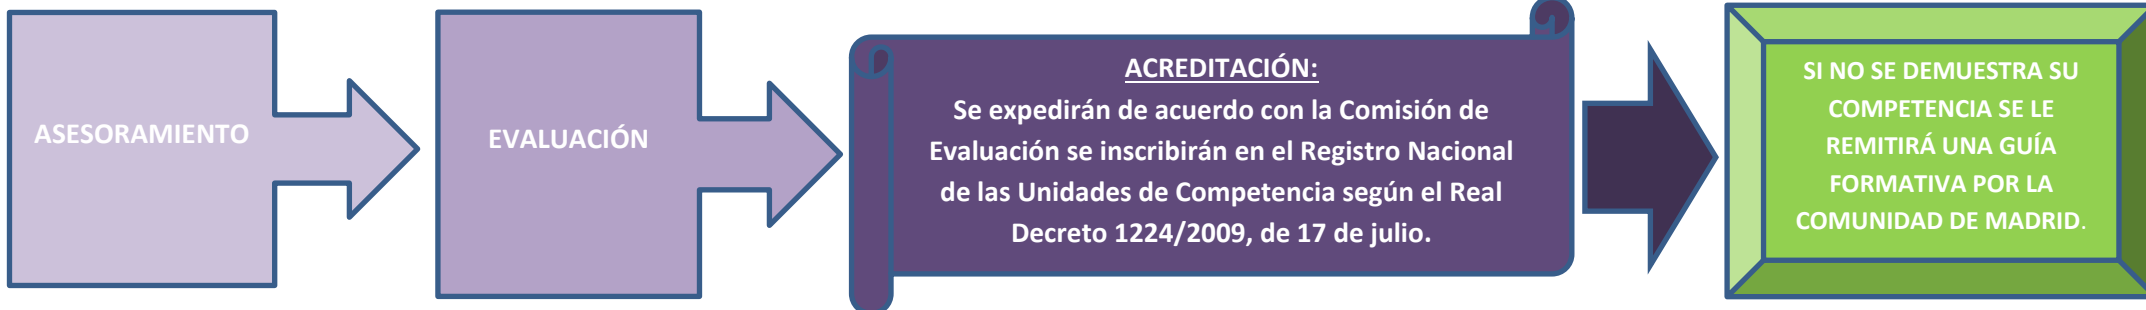 ASESORAMIENTO
EVALUACIÓN
ACREDITACIÓN:
Se expedirán de acuerdo con la Comisión de
Evaluación se inscribirán en el Registro Nacional
de las Unidades de Competencia según el Real
Decreto 1224/2009, de 17 de julio.
SI NO SE DEMUESTRA SU
COMPETENCIA SE LE
REMITIRÁ UNA GUÍA
FORMATIVA POR LA
COMUNIDAD DE MADRID.